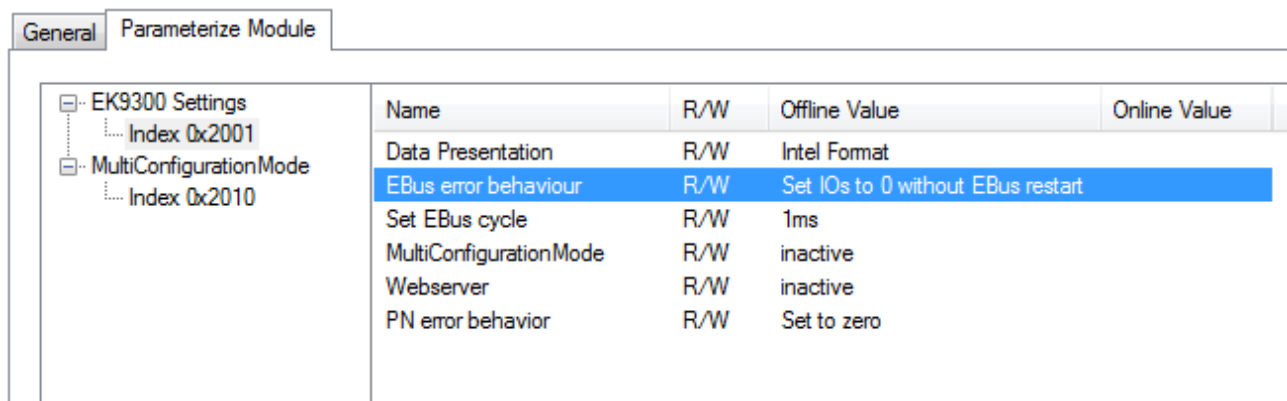 General Parameterize Module
EK9300 Settings
Index 0x2001
MultiConfigurationMode
Index 0x2010
Name R/W Offline Value Online Value
Data Presentation R/W Intel Format
EBus error behaviour R/W Set IOs to 0 without EBus restart
Set EBus cycle R/W 1ms
MultiConfigurationMode R/W inactive
Webserver R/W inactive
PN error behavior R/W Set to zero